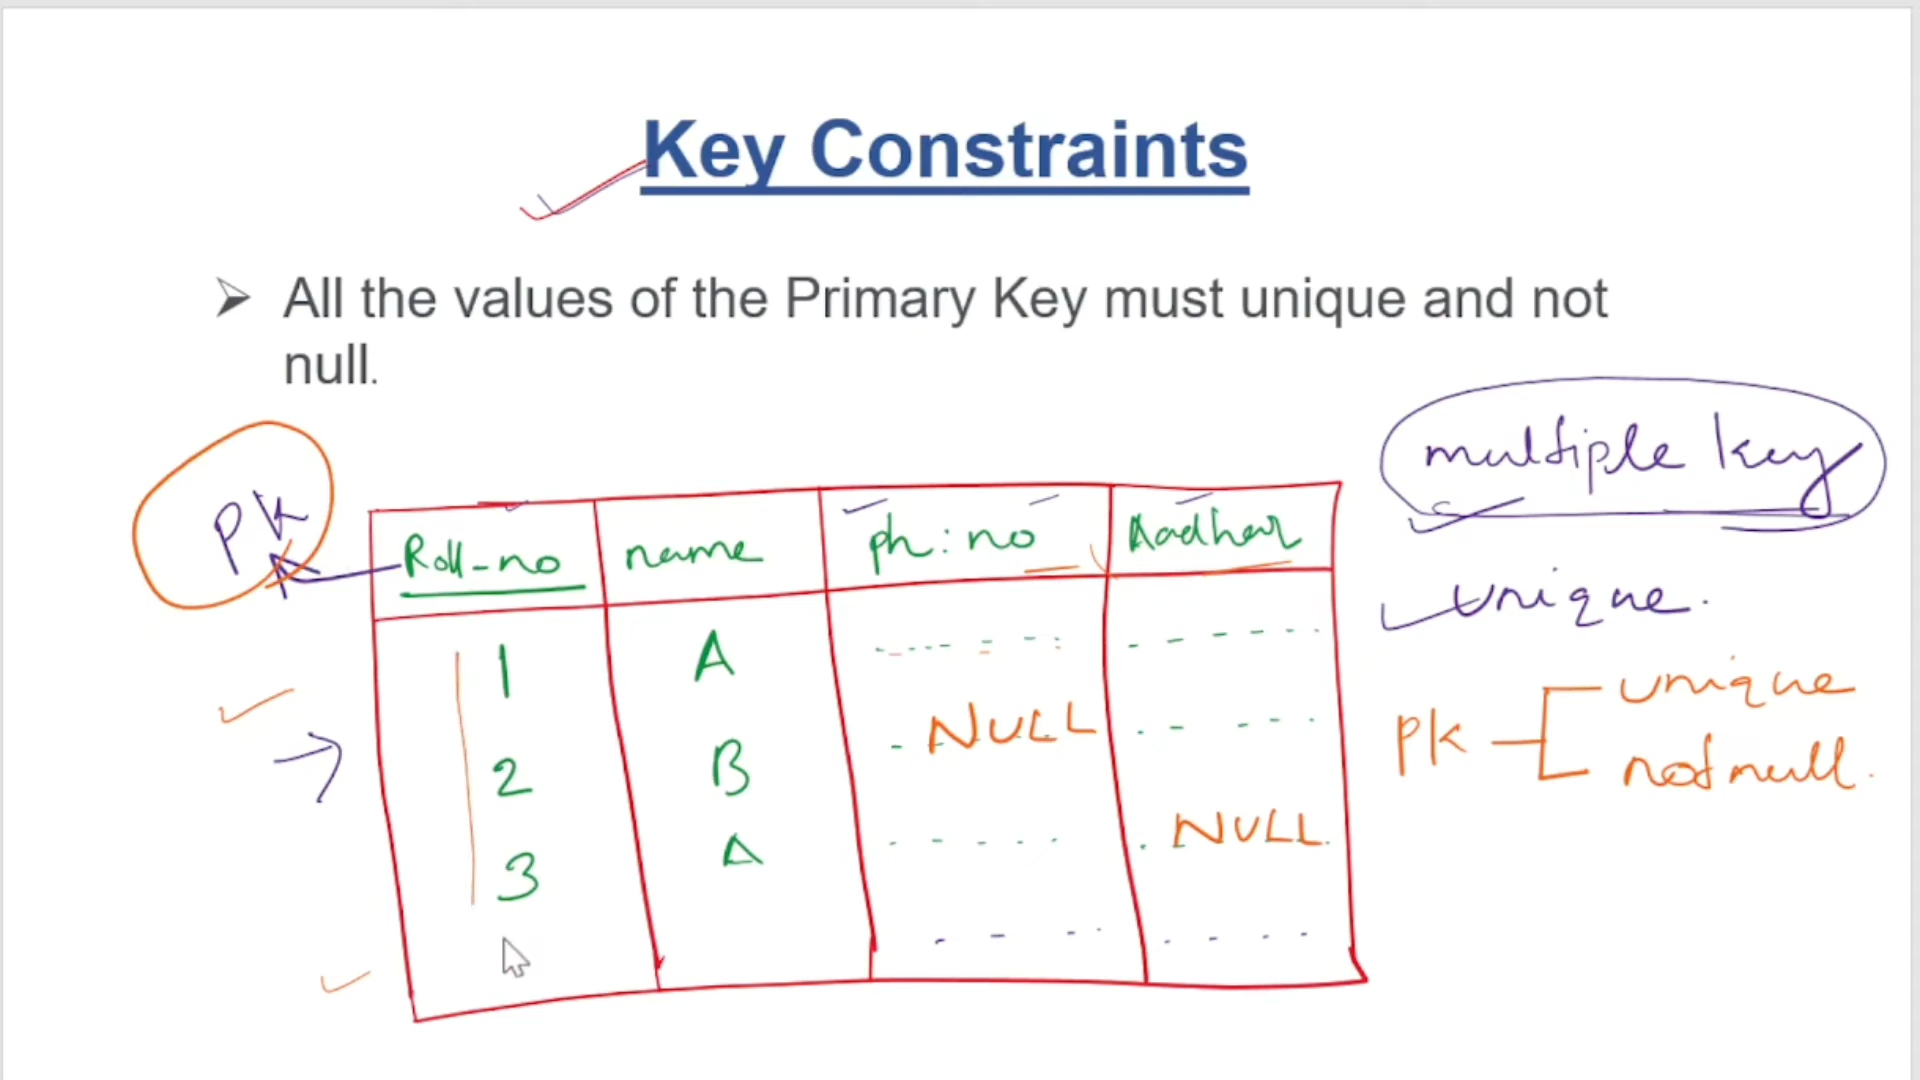 Key Constraints
➤ All the values of the Primary Key must unique and not
null.
multiple key
PK
Roll-no name ph:no Aadhar
unique.
1 A
PK unique
not null.
NULL
2 B
NULL
3 A